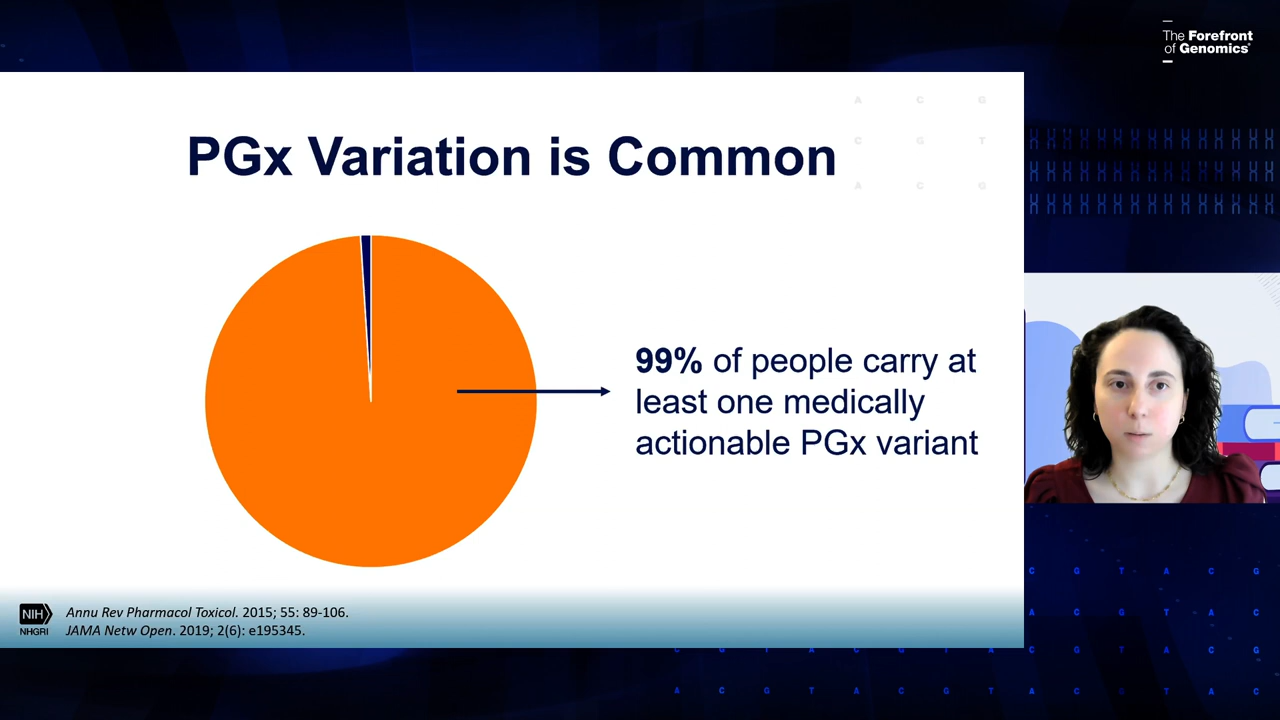 The Forefront
of Genomics®
A C G
PGx Variation is Common
C G T
A C G
99% of people carry at
least one medically
actionable PGx variant
NIH
NHGRI
Annu Rev Pharmacol Toxicol. 2015; 55: 89-106.
JAMA Netw Open. 2019; 2(6): e195345.
C G T A C G
A C G T A C
C G T A C G T A C G T A C G
A C G T A C G T A C G T A C